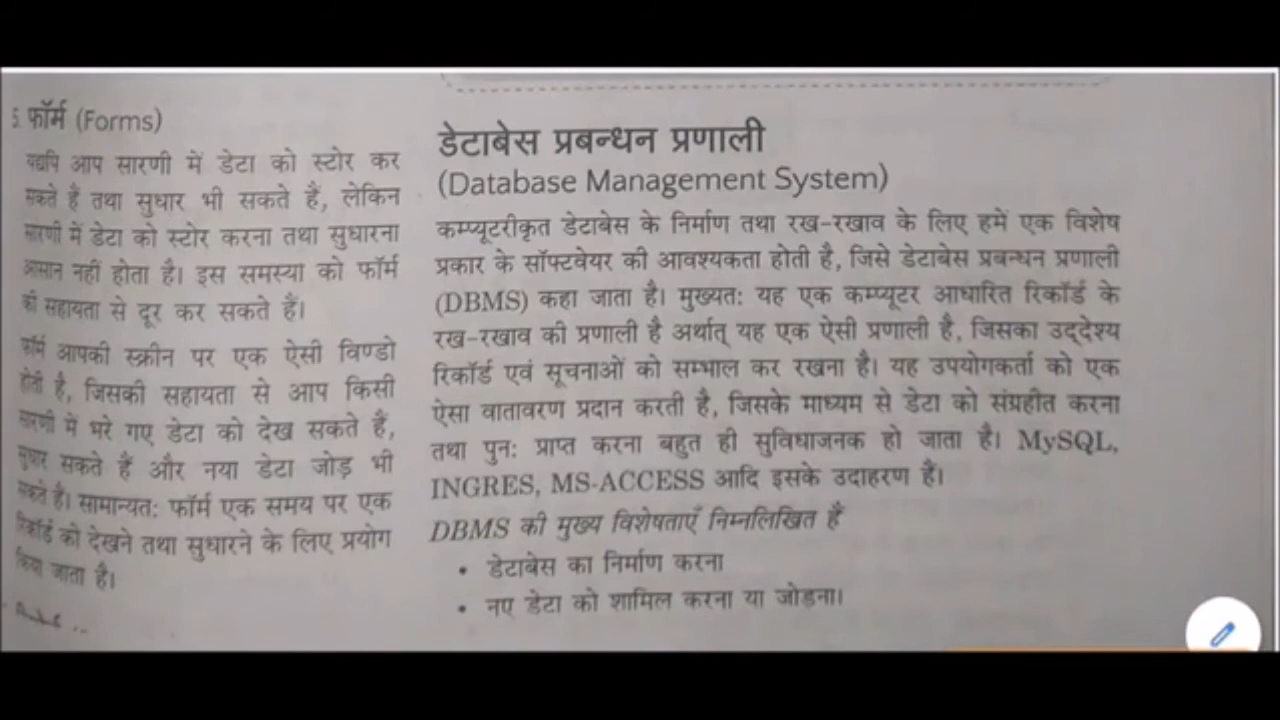 5. फॉर्म (Forms)
यद्यपि आप सारणी में डेटा को स्टोर कर
सकते हैं तथा सुधार भी सकते हैं, लेकिन
सारणी में डेटा को स्टोर करना तथा सुधारना
आसान नहीं होता है। इस समस्या को फॉर्म
की सहायता से दूर कर सकते हैं।
फॉर्म आपकी स्क्रीन पर एक ऐसी विण्डो
होती है, जिसकी सहायता से आप किसी
सारणी में भरे गए डेटा को देख सकते हैं,
सुधार सकते हैं और नया डेटा जोड़ भी
सकते हैं। सामान्यत: फॉर्म एक समय पर एक
रिकॉर्ड को देखने तथा सुधारने के लिए प्रयोग
किया जाता है।
डेटाबेस प्रबन्धन प्रणाली
(Database Management System)
कम्प्यूटरीकृत डेटाबेस के निर्माण तथा रख-रखाव के लिए हमें एक विशेष
प्रकार के सॉफ्टवेयर की आवश्यकता होती है, जिसे डेटाबेस प्रबन्धन प्रणाली
(DBMS) कहा जाता है। मुख्यत: यह एक कम्प्यूटर आधारित रिकॉर्ड के
रख-रखाव की प्रणाली है अर्थात् यह एक ऐसी प्रणाली है, जिसका उद्देश्य
रिकॉर्ड एवं सूचनाओं को सम्भाल कर रखना है। यह उपयोगकर्ता को एक
ऐसा वातावरण प्रदान करती है, जिसके माध्यम से डेटा को संग्रहीत करना
तथा पुन: प्राप्त करना बहुत ही सुविधाजनक हो जाता है। MySQL,
INGRES, MS-ACCESS आदि इसके उदाहरण हैं।
DBMS की मुख्य विशेषताएँ निम्नलिखित हैं
• डेटाबेस का निर्माण करना
• नए डेटा को शामिल करना या जोड़ना।